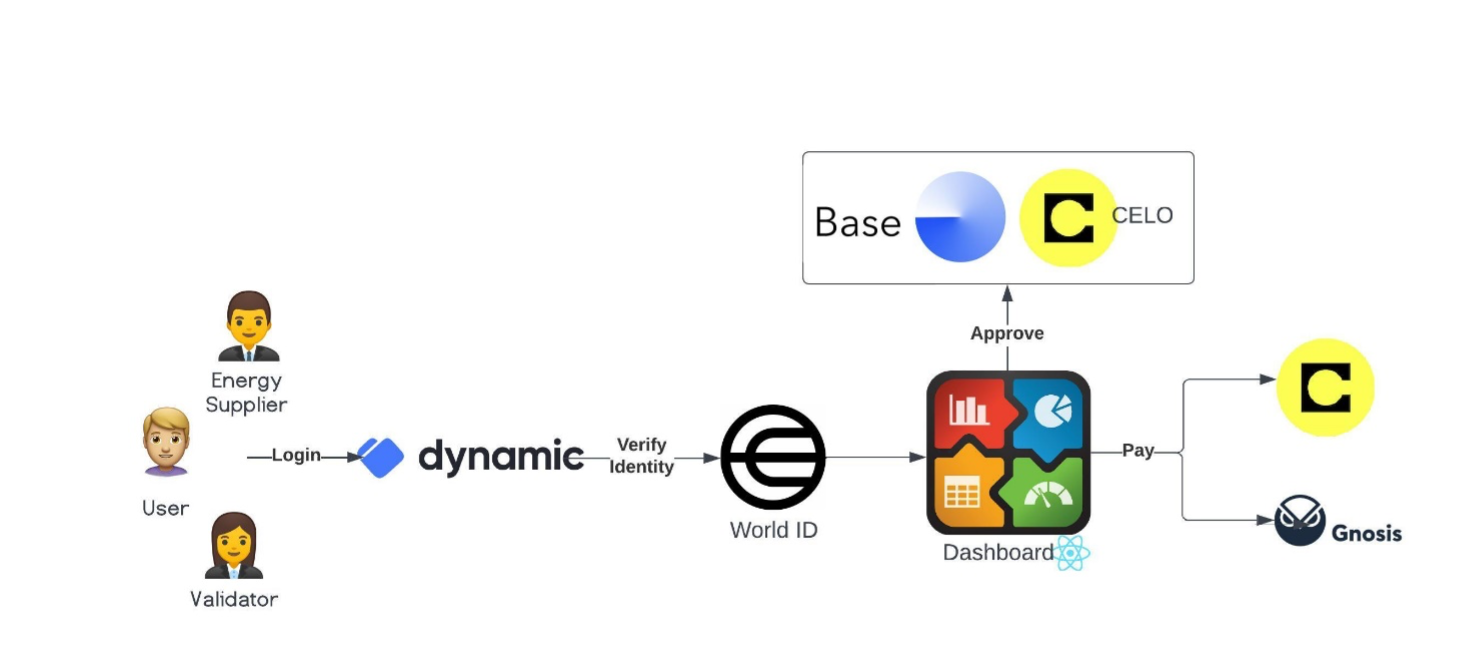 Base
CELO
Approve
Energy
Supplier
Login
dynamic
Verify
Identity
Pay
User
World ID
Gnosis
Dashboard
Validator